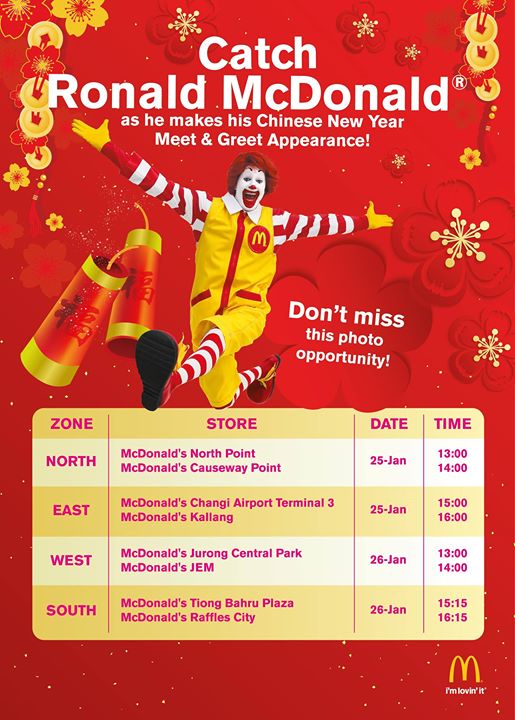 Catch
Ronald McDonald®
as he makes his Chinese New Year
Meet & Greet Appearance!
福
福
Don't miss
this photo
opportunity!
ZONE STORE DATE TIME
NORTH McDonald's North Point 25-Jan 13:00
McDonald's Causeway Point 14:00
EAST McDonald's Changi Airport Terminal 3 25-Jan 15:00
McDonald's Kallang 16:00
WEST McDonald's Jurong Central Park 26-Jan 13:00
McDonald's JEM 14:00
SOUTH McDonald's Tiong Bahru Plaza 26-Jan 15:15
McDonald's Raffles City 16:15
i'm lovin' it®